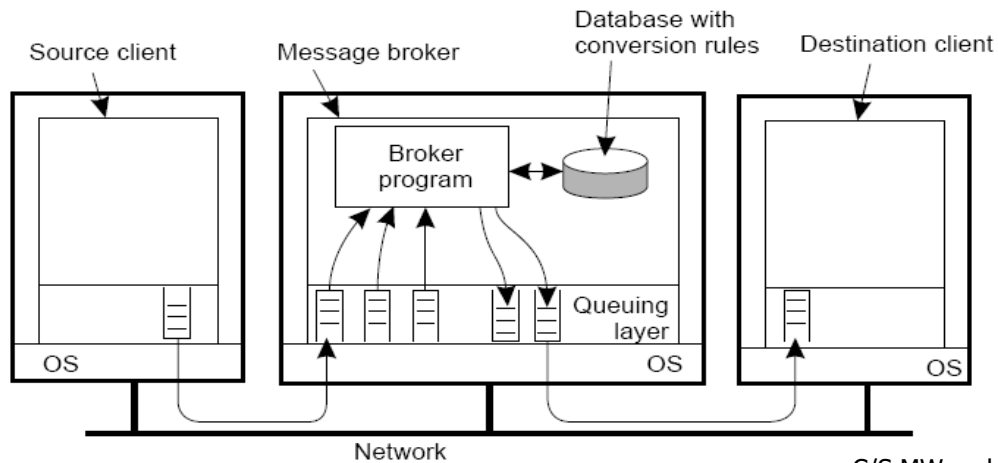 Source client
Message broker
Database with
conversion rules
Destination client
Broker
program
Queuing
layer
OS
OS
OS
Network